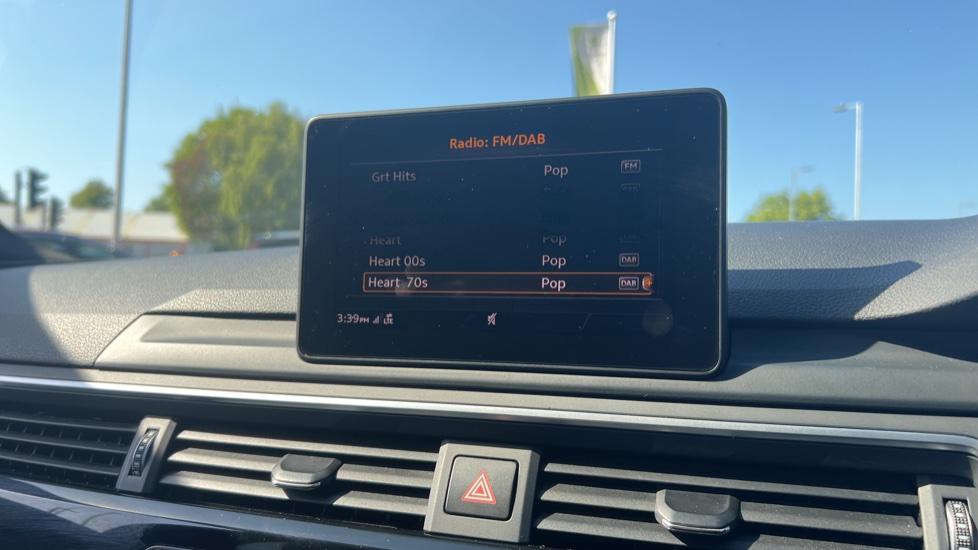 Radio: FM/DAB
Grt Hits Pop FM
Heart Pop
Heart 00s Pop DAB
Heart 70s Pop DAB
3:39PM LTE